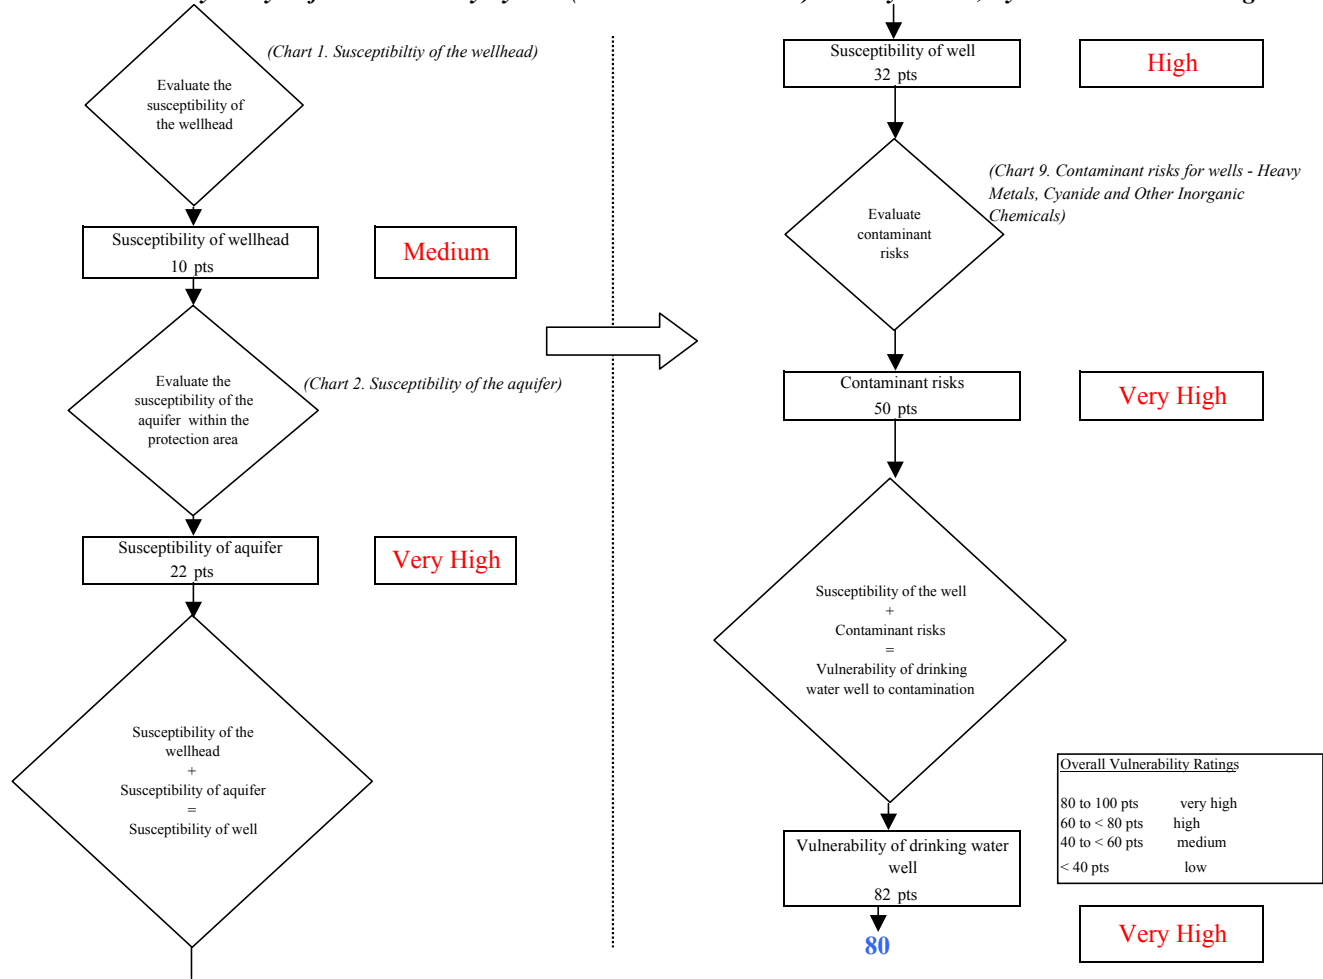 (Chart 1. Susceptibiltiy of the wellhead)
Evaluate the
susceptibility of
the wellhead
Susceptibility of wellhead
10 pts
Medium
Evaluate the
susceptibility of the
aquifer within the
protection area
(Chart 2. Susceptibility of the aquifer)
Susceptibility of aquifer
22 pts
Very High
Susceptibility of the
wellhead
+
Susceptibility of aquifer
=
Susceptibility of well
Susceptibility of well
32 pts
High
(Chart 9. Contaminant risks for wells - Heavy
Metals, Cyanide and Other Inorganic
Chemicals)
Evaluate
contaminant
risks
Contaminant risks
50 pts
Very High
Susceptibility of the well
+
Contaminant risks
=
Vulnerability of drinking
water well to contamination
Overall Vulnerability Ratings
80 to 100 pts very high
60 to < 80 pts high
40 to < 60 pts medium
< 40 pts low
Vulnerability of drinking water
well
82 pts
80
Very High